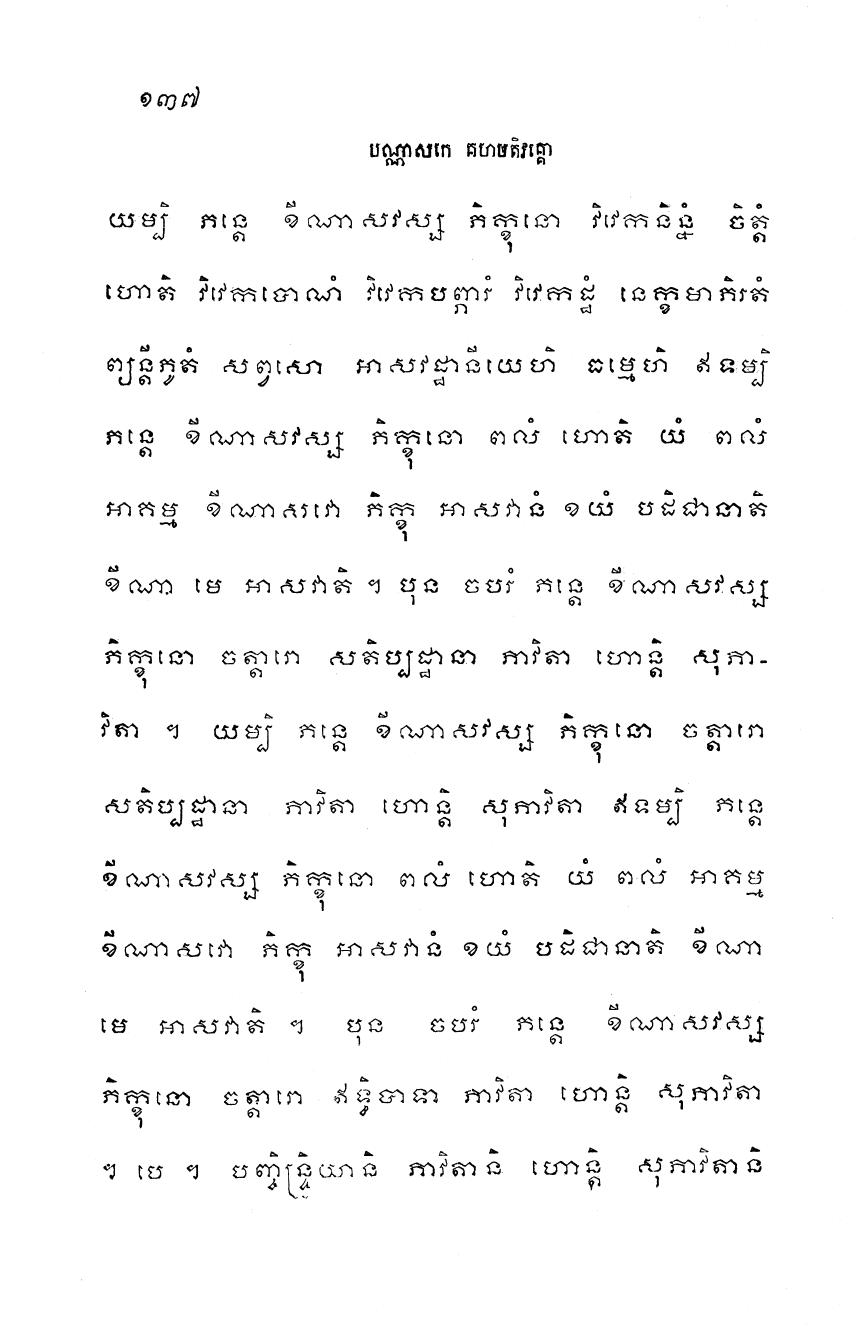 ១៣៧
បណ្ណាសកេ គហបតិវគ្គោ
យម្បិ ភន្តេ ខីណាសវស្ស ភិក្ខុនោ វិវេកនិន្នំ ចិត្តំ
ហោតិ វិវេកបោណំ វិវេកបព្ភារំ វិវេកដ្ឋំ នេក្ខមាភិរតំ
ព្យន្តីភូតំ សព្វសោ អាសវដ្ឋានីយេហិ ធម្មេហិ ឥទម្បិ
ភន្តេ ខីណាសវស្ស ភិក្ខុនោ ពលំ ហោតិ យំ ពលំ
អាគម្ម ខីណាសវោ ភិក្ខុ អាសវានំ ខយំ បដិជានាតិ
ខីណា មេ អាសវាតិ ។ បុន ចបរំ ភន្តេ ខីណាសវស្ស
ភិក្ខុនោ ចត្តារោ សតិប្បដ្ឋានា ភាវិតា ហោន្តិ សុភា-
វិតា ។ យម្បិ ភន្តេ ខីណាសវស្ស ភិក្ខុនោ ចត្តារោ
សតិប្បដ្ឋានា ភាវិតា ហោន្តិ សុភាវិតា ឥទម្បិ ភន្តេ
ខីណាសវស្ស ភិក្ខុនោ ពលំ ហោតិ យំ ពលំ អាគម្ម
ខីណាសវោ ភិក្ខុ អាសវានំ ខយំ បដិជានាតិ ខីណា
មេ អាសវាតិ ។ បុន ចបរំ ភន្តេ ខីណាសវស្ស
ភិក្ខុនោ ចត្តារោ ឥទ្ធិបាទា ភាវិតា ហោន្តិ សុភាវិតា
។ បេ ។ បញ្ចិន្ទ្រិយានិ ភាវិតានិ ហោន្តិ សុភាវិតានិ